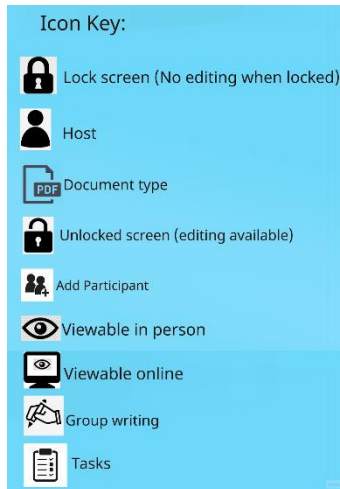 Icon Key:
Lock screen (No editing when locked)
Host
PDF
Document type
Unlocked screen (editing available)
Add Participant
Viewable in person
Viewable online
Group writing
Tasks